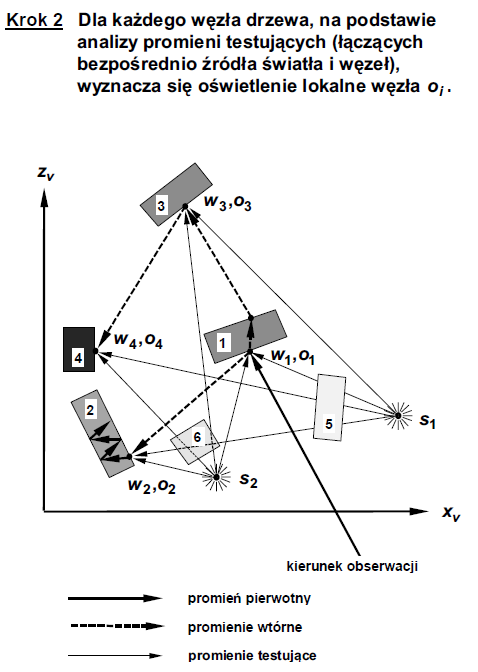 Krok 2 Dla każdego węzła drzewa, na podstawie
analizy promieni testujących (łączących
bezpośrednio źródła światła i węzeł),
wyznacza się oświetlenie lokalne węzła oi.
zv
3
w3,o3
4
w4,o4
1
w1,o1
2
6
5
s1
w2,o2
s2
xv
kierunek obserwacji
promień pierwotny
promienie wtórne
promienie testujące